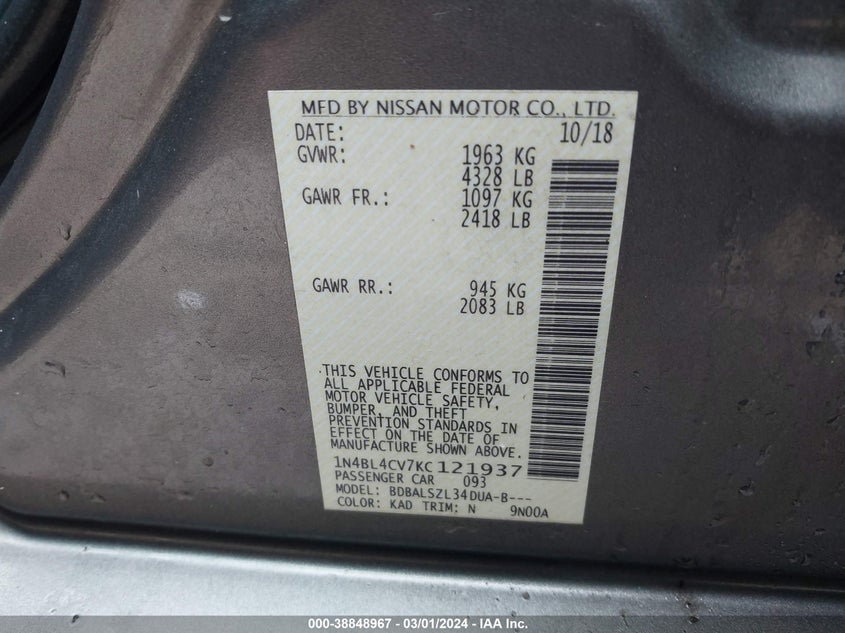 MFD BY NISSAN MOTOR CO., LTD.
DATE: 10/18
GVWR: 1963 KG
4328 LB
GAWR FR.: 1097 KG
2418 LB
GAWR RR.: 945 KG
2083 LB
THIS VEHICLE CONFORMS TO
ALL APPLICABLE FEDERAL
MOTOR VEHICLE SAFETY,
BUMPER, AND THEFT
PREVENTION STANDARDS IN
EFFECT ON THE DATE OF
MANUFACTURE SHOWN ABOVE.
1N4BL4CV7KC121937
PASSENGER CAR 093
MODEL: BDBALSZL34DUA-B---
COLOR: KAD TRIM: N 9N00A
000-38848967 - 03/01/2024 - IAA Inc.